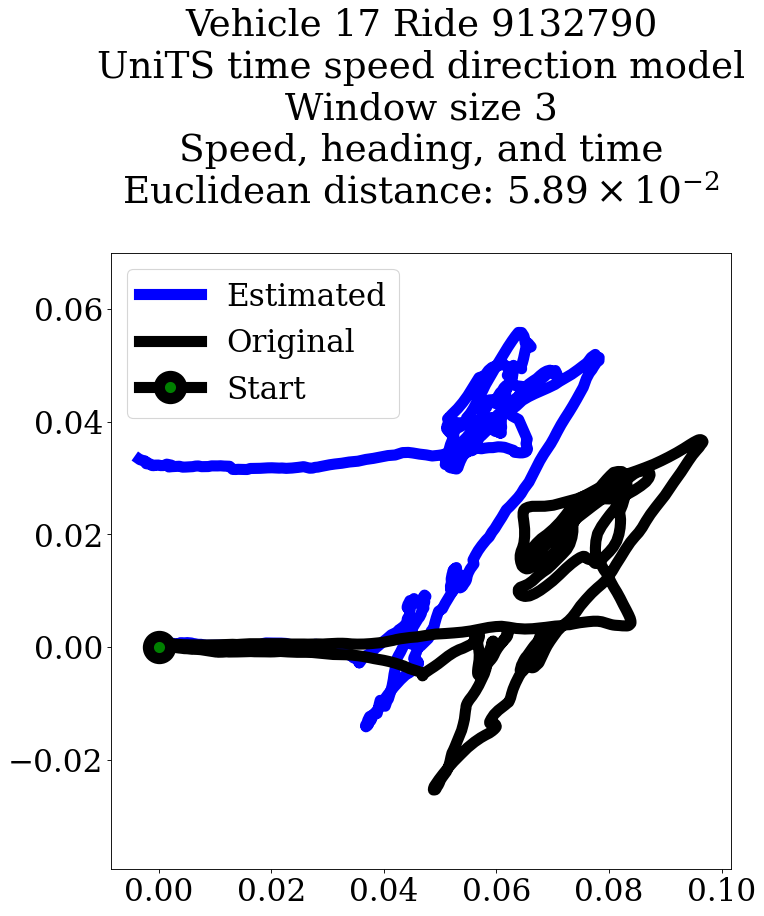 Vehicle 17 Ride 9132790
UniTS time speed direction model
Window size 3
Speed, heading, and time
Euclidean distance: 5.89 × 10⁻²
Estimated
Original
Start
0.06
0.04
0.02
0.00
−0.02
0.00 0.02 0.04 0.06 0.08 0.10